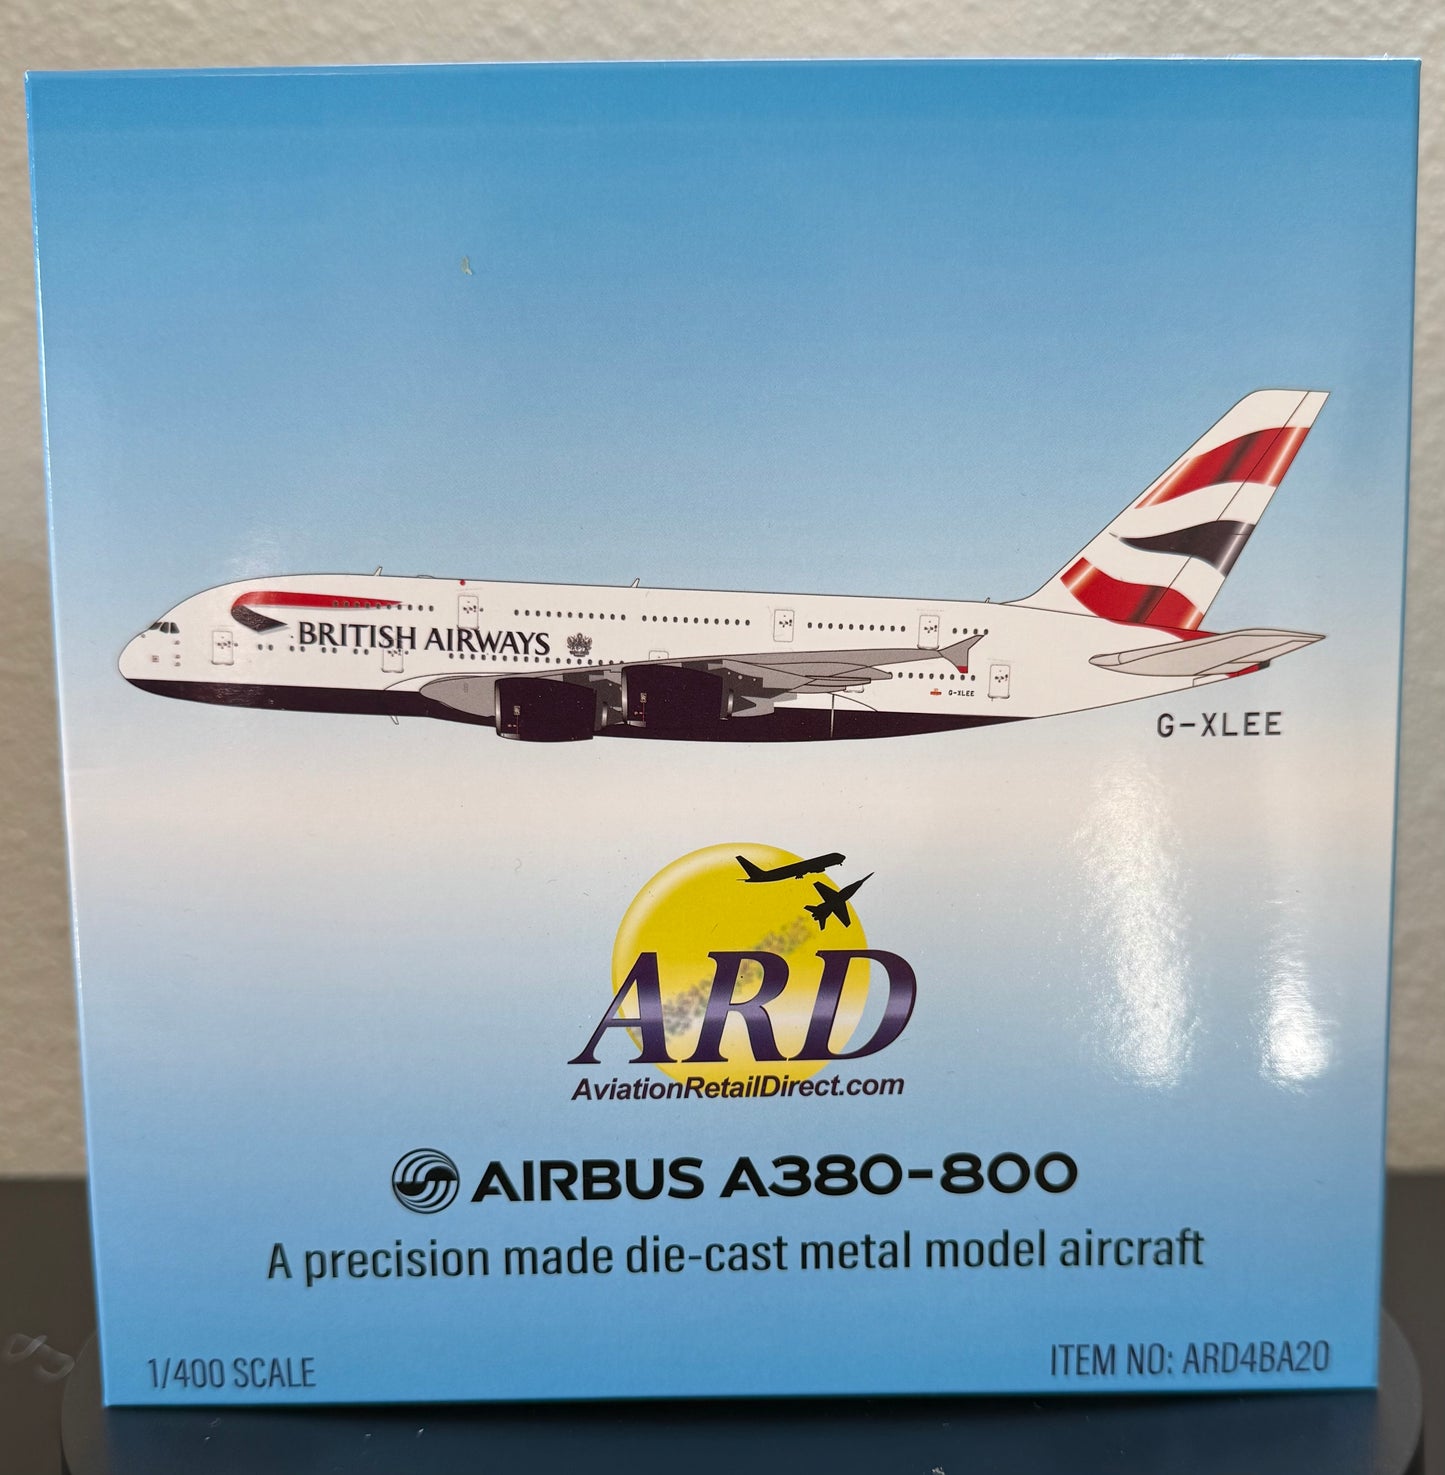 BRITISH AIRWAYS
G-XLEE
G-XLEE
ARD
AviationRetailDirect.com
AIRBUS A380-800
A precision made die-cast metal model aircraft
1/400 SCALE
ITEM NO: ARD4BA20